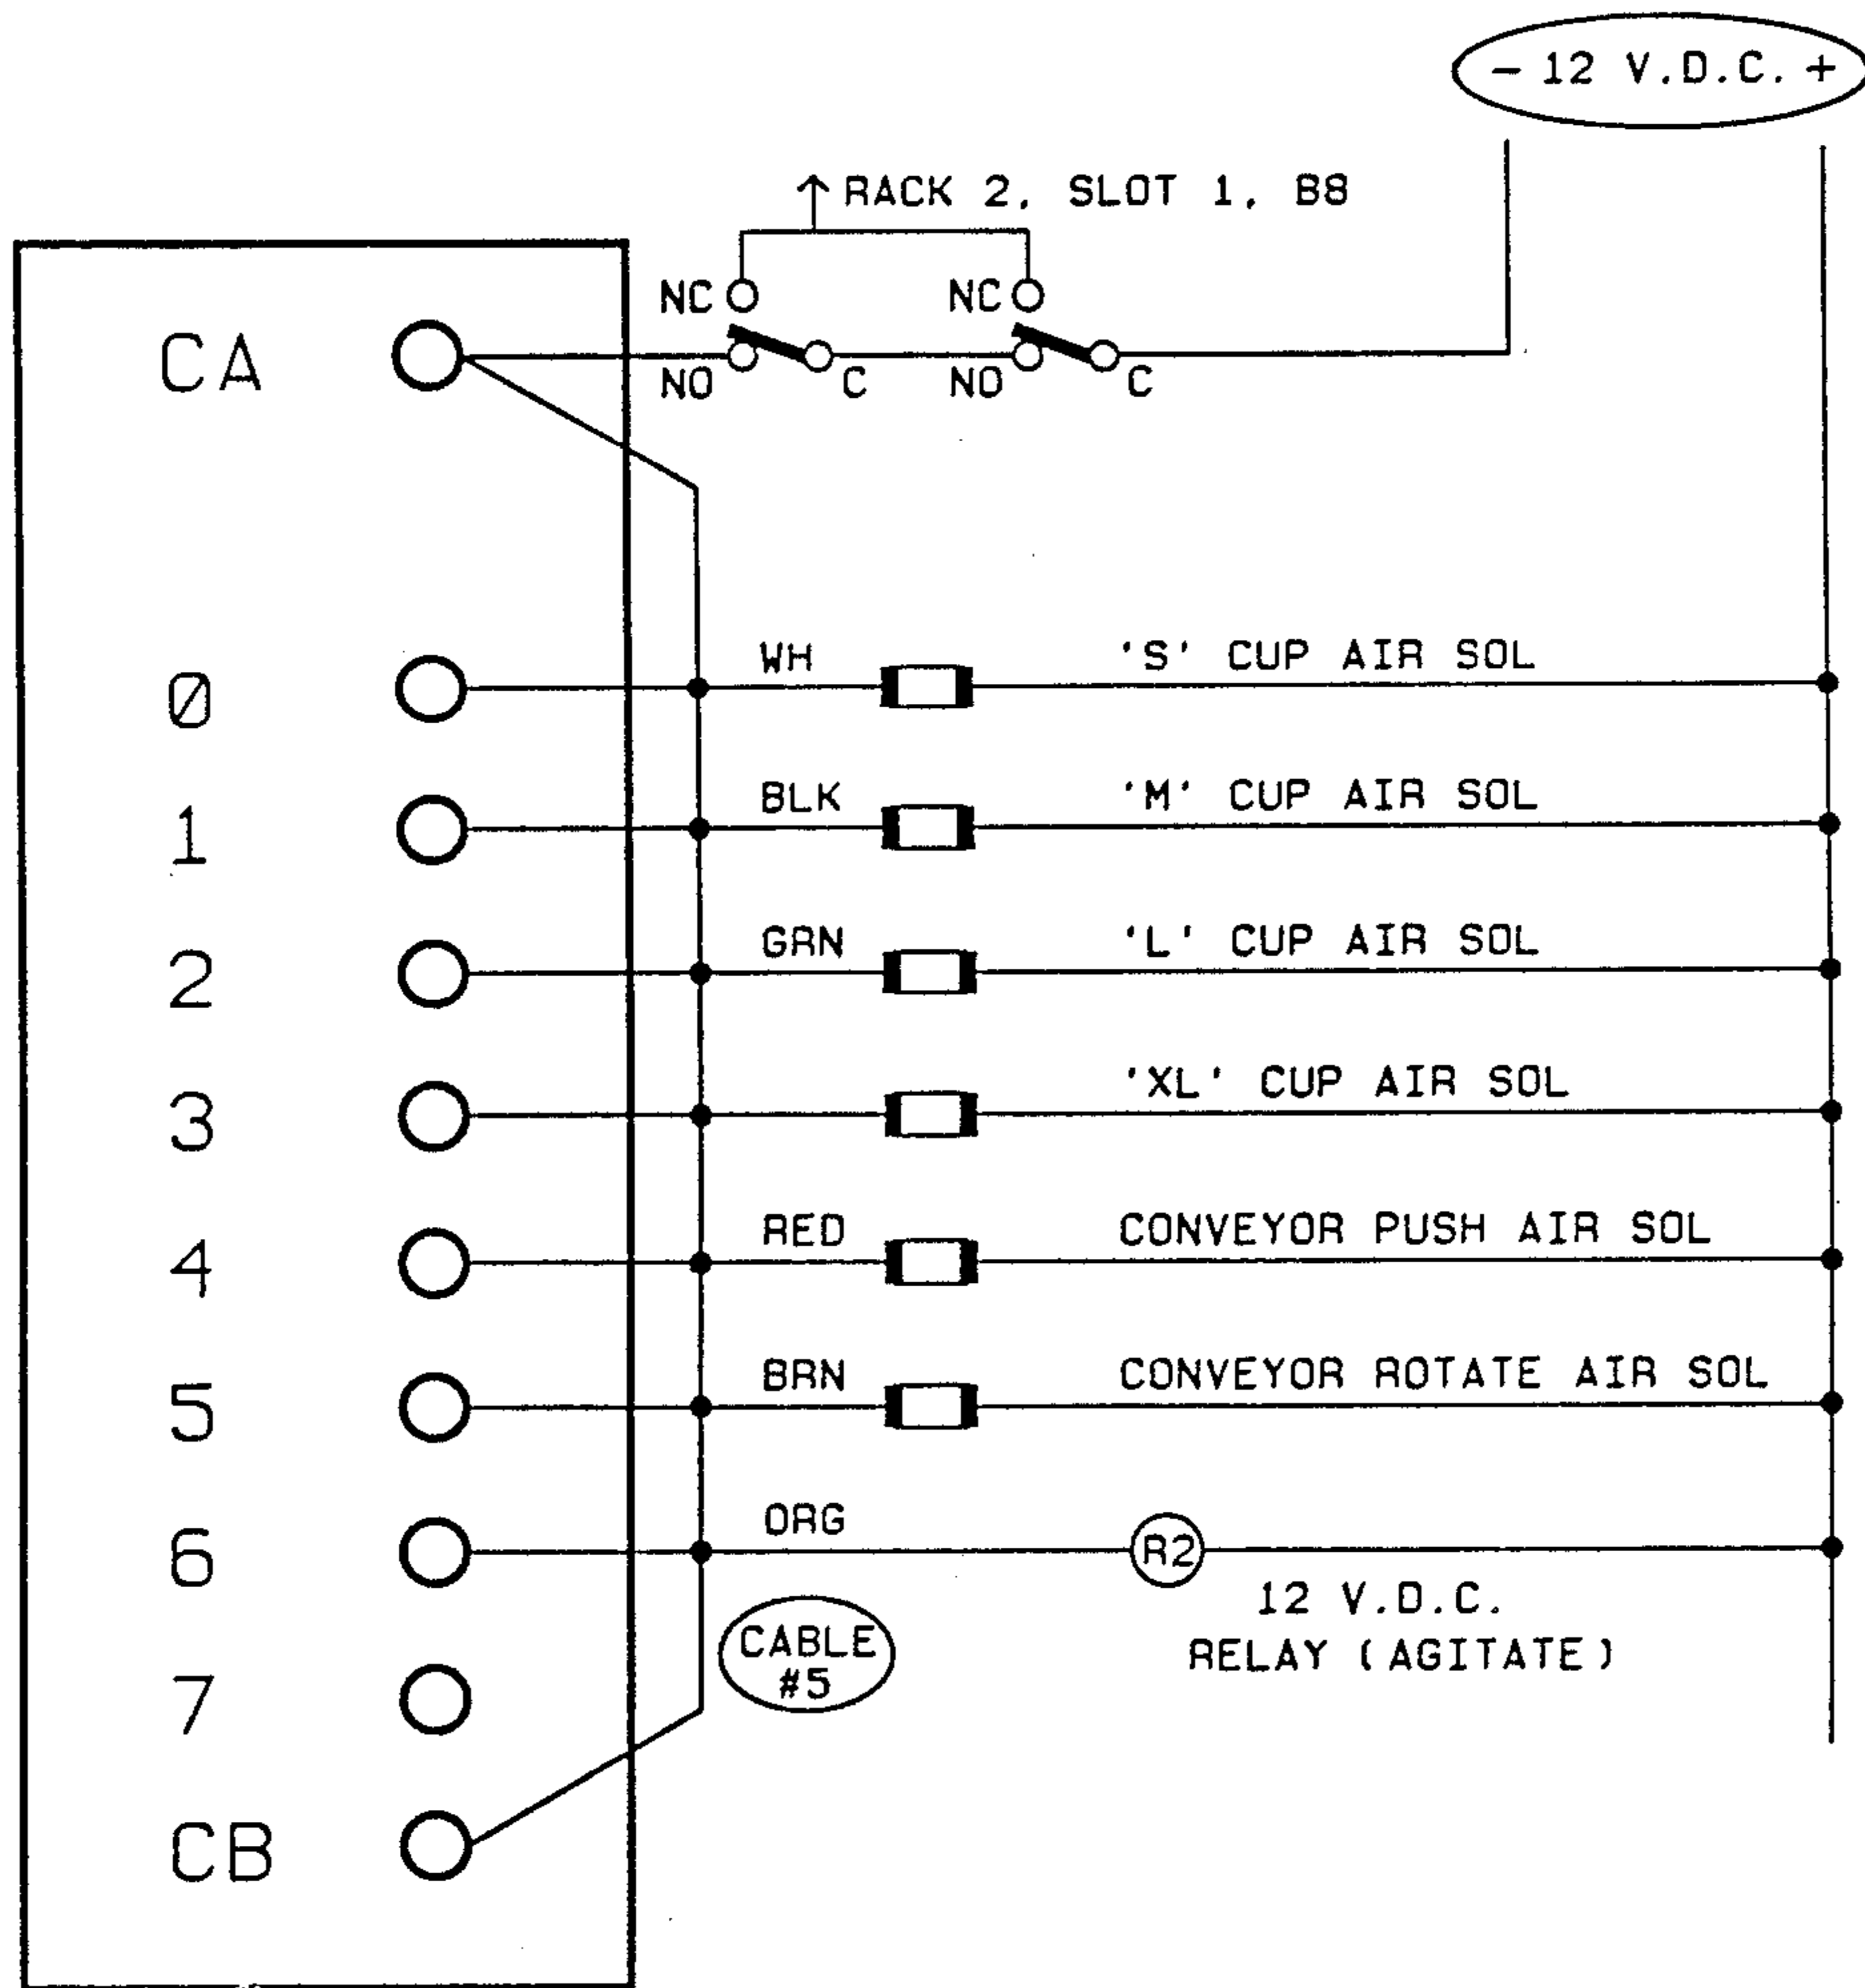 - 12 V.D.C. +
RACK 2, SLOT 1, B8
NC NC
CA
NO C NO C
0 WH 'S' CUP AIR SOL
1 BLK 'M' CUP AIR SOL
2 GRN 'L' CUP AIR SOL
3 'XL' CUP AIR SOL
4 RED CONVEYOR PUSH AIR SOL
5 BRN CONVEYOR ROTATE AIR SOL
6 ORG R2
12 V.D.C.
RELAY (AGITATE)
CABLE
#5
7
CB